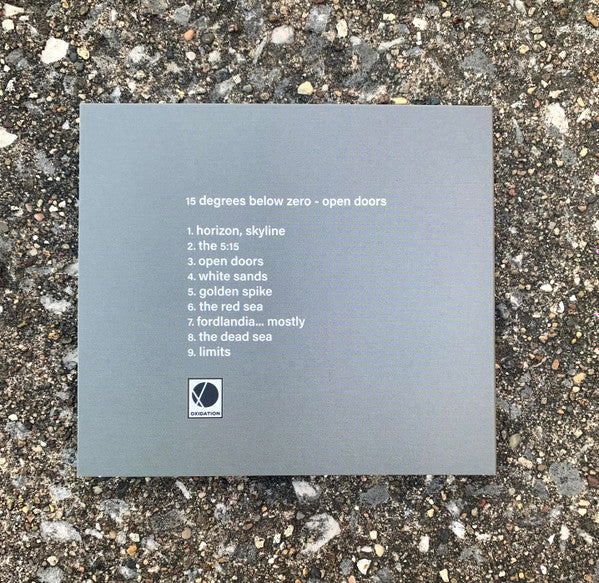 15 degrees below zero - open doors
1. horizon, skyline
2. the 5:15
3. open doors
4. white sands
5. golden spike
6. the red sea
7. fordlandia... mostly
8. the dead sea
9. limits
OXIDATION